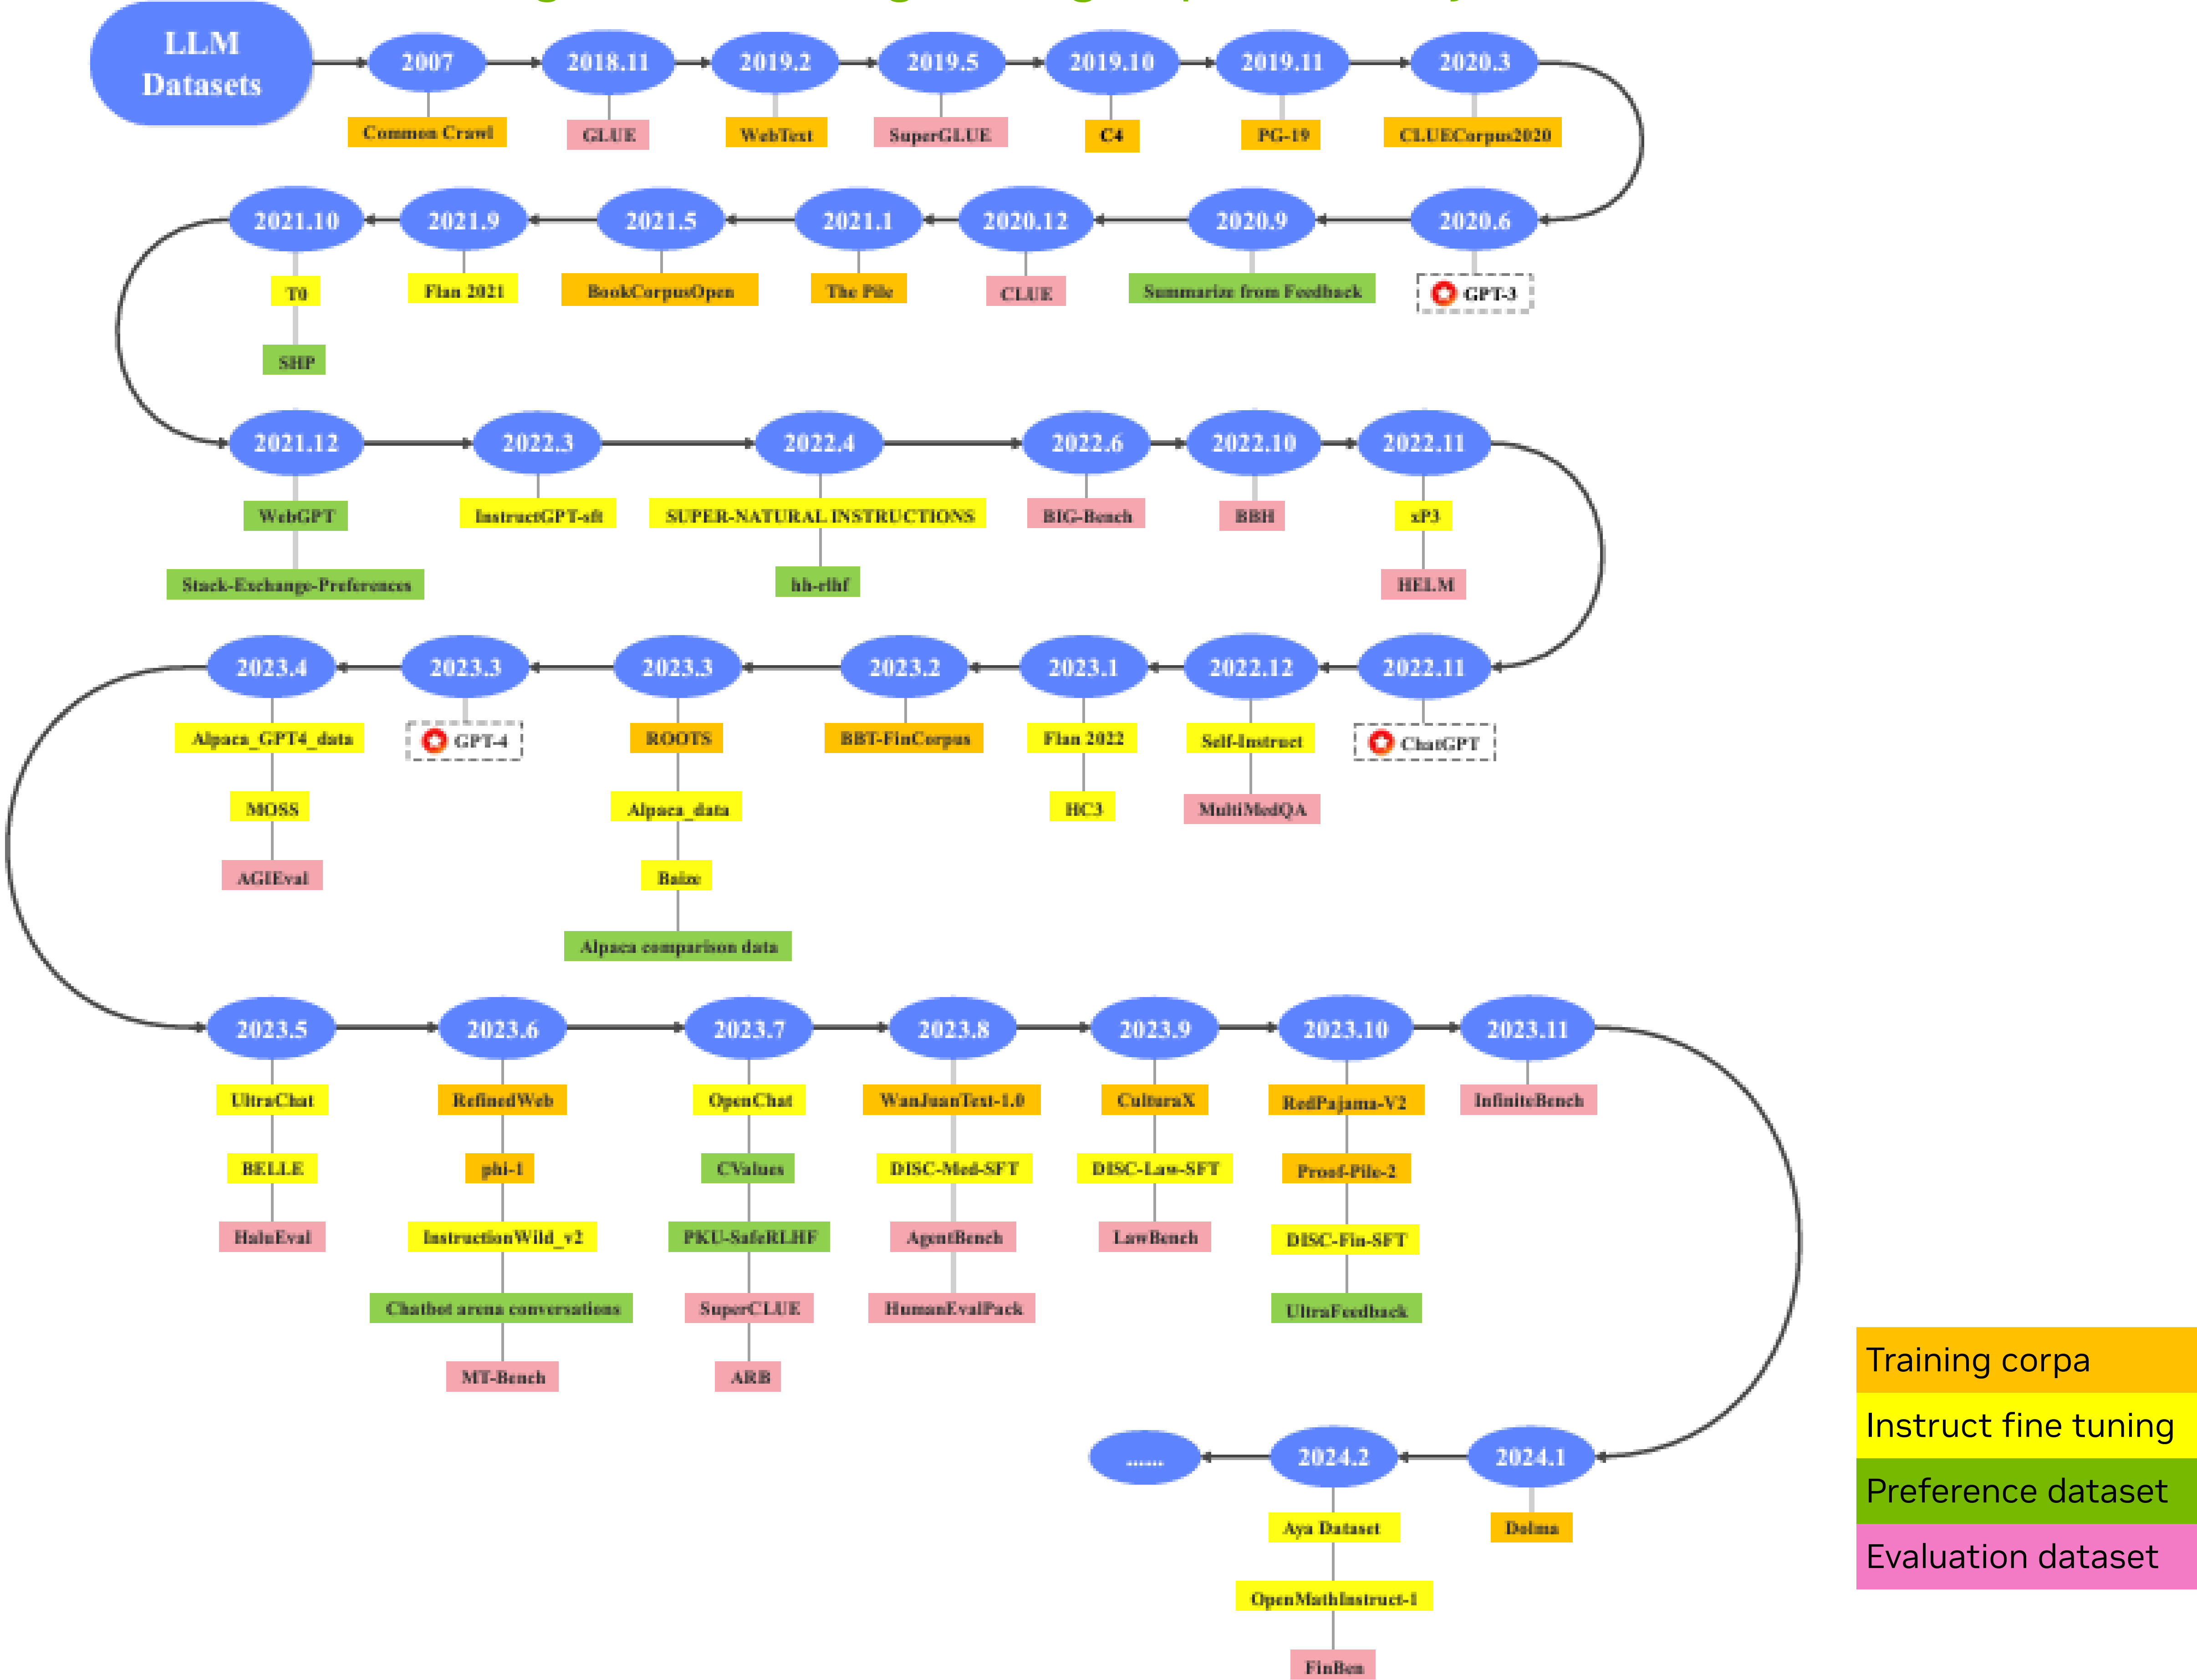 LLM
Datasets
2007
2018.11
2019.2
2019.5
2019.10
2019.11
2020.3
Common Crawl
GLUE
WebText
SuperGLUE
C4
PG-19
CLUECorpus2020
2021.10
2021.9
2021.5
2021.1
2020.12
2020.9
2020.6
T0
Flan 2021
BookCorpusOpen
The Pile
CLUE
Summarize from Feedback
GPT-3
SHP
2021.12
2022.3
2022.4
2022.6
2022.10
2022.11
WebGPT
InstructGPT-sft
SUPER-NATURAL INSTRUCTIONS
BIG-Bench
BBH
xP3
Stack-Exchange-Preferences
hh-rlhf
HELM
2023.4
2023.3
2023.3
2023.2
2023.1
2022.12
2022.11
Alpaca_GPT4_data
GPT-4
ROOTS
BBT-FinCorpus
Flan 2022
Self-Instruct
ChatGPT
MOSS
Alpaca_data
HC3
MultiMedQA
AGIEval
Baize
Alpaca comparison data
2023.5
2023.6
2023.7
2023.8
2023.9
2023.10
2023.11
UltraChat
RefinedWeb
OpenChat
WanJuanText-1.0
CulturaX
RedPajama-V2
InfiniteBench
BELLE
phi-1
CValues
DISC-Med-SFT
DISC-Law-SFT
Proof-Pile-2
HaluEval
InstructionWild_v2
PKU-SafeRLHF
AgentBench
LawBench
DISC-Fin-SFT
Chatbot arena conversations
SuperCLUE
HumanEvalPack
UltraFeedback
MT-Bench
ARB
......
2024.2
2024.1
Aya Dataset
Dolma
OpenMathInstruct-1
FinBen
Training corpa
Instruct fine tuning
Preference dataset
Evaluation dataset